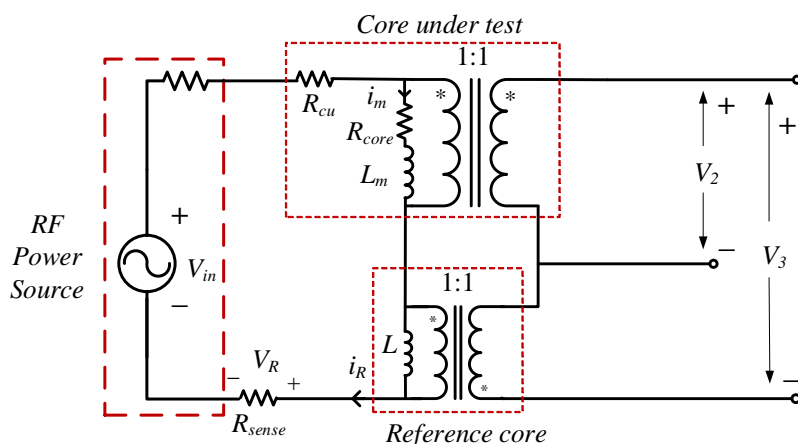 Core under test
1:1
R_cu
i_m
*
*
R_core
L_m
+
+
V_2
−
V_3
RF
Power
Source
+
V_in
−
1:1
*
L
*
V_R
i_R
−
+
−
R_sense
Reference core